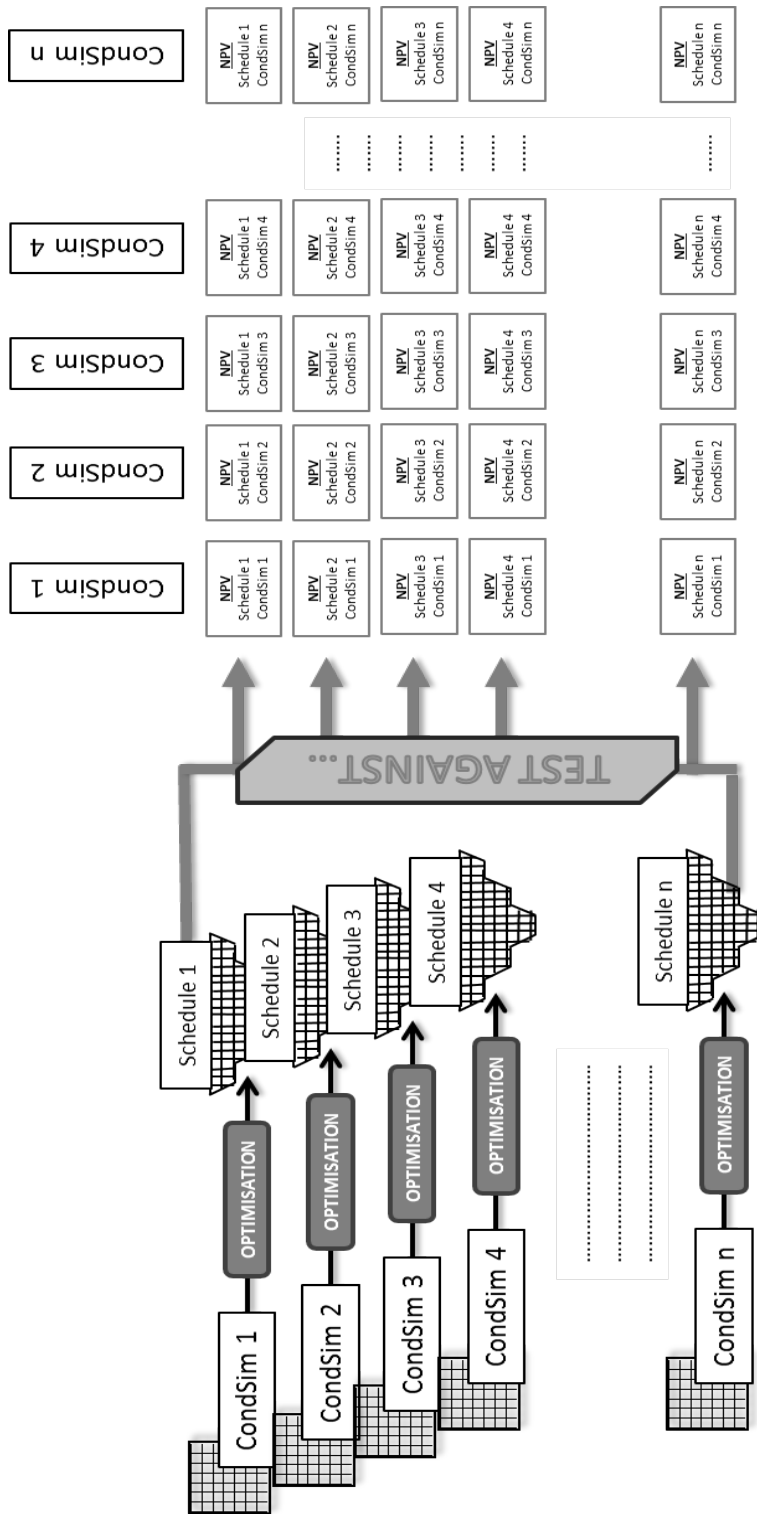 CondSim 1
CondSim 2
CondSim 3
CondSim 4
CondSim n
CondSim 1
OPTIMISATION
Schedule 1
CondSim 2
OPTIMISATION
Schedule 2
CondSim 3
OPTIMISATION
Schedule 3
CondSim 4
OPTIMISATION
Schedule 4
CondSim n
OPTIMISATION
Schedule n
TEST AGAINST...
NPV
Schedule 1
CondSim 1
NPV
Schedule 1
CondSim 2
NPV
Schedule 1
CondSim 3
NPV
Schedule 1
CondSim 4
NPV
Schedule 1
CondSim n
NPV
Schedule 2
CondSim 1
NPV
Schedule 2
CondSim 2
NPV
Schedule 2
CondSim 3
NPV
Schedule 2
CondSim 4
NPV
Schedule 2
CondSim n
NPV
Schedule 3
CondSim 1
NPV
Schedule 3
CondSim 2
NPV
Schedule 3
CondSim 3
NPV
Schedule 3
CondSim 4
NPV
Schedule 3
CondSim n
NPV
Schedule 4
CondSim 1
NPV
Schedule 4
CondSim 2
NPV
Schedule 4
CondSim 3
NPV
Schedule 4
CondSim 4
NPV
Schedule 4
CondSim n
NPV
Schedule n
CondSim 1
NPV
Schedule n
CondSim 2
NPV
Schedule n
CondSim 3
NPV
Schedule n
CondSim 4
NPV
Schedule n
CondSim n